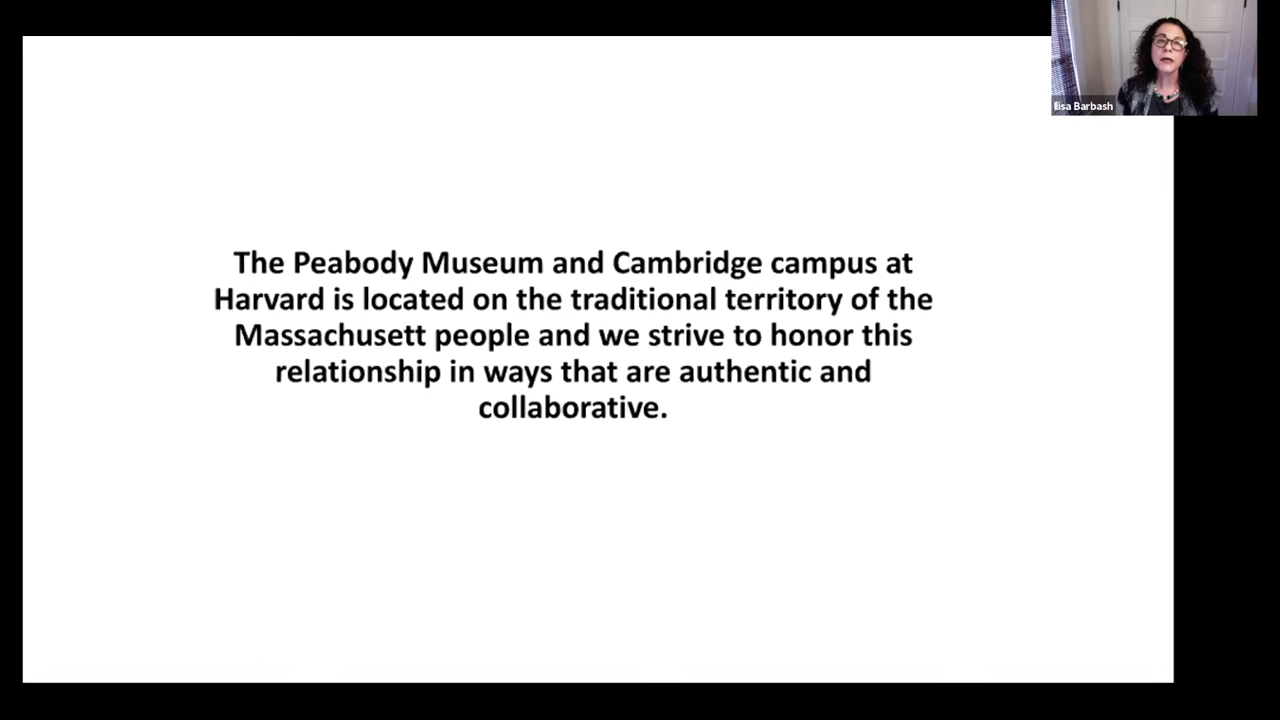 Ilisa Barbash
The Peabody Museum and Cambridge campus at
Harvard is located on the traditional territory of the
Massachusett people and we strive to honor this
relationship in ways that are authentic and
collaborative.